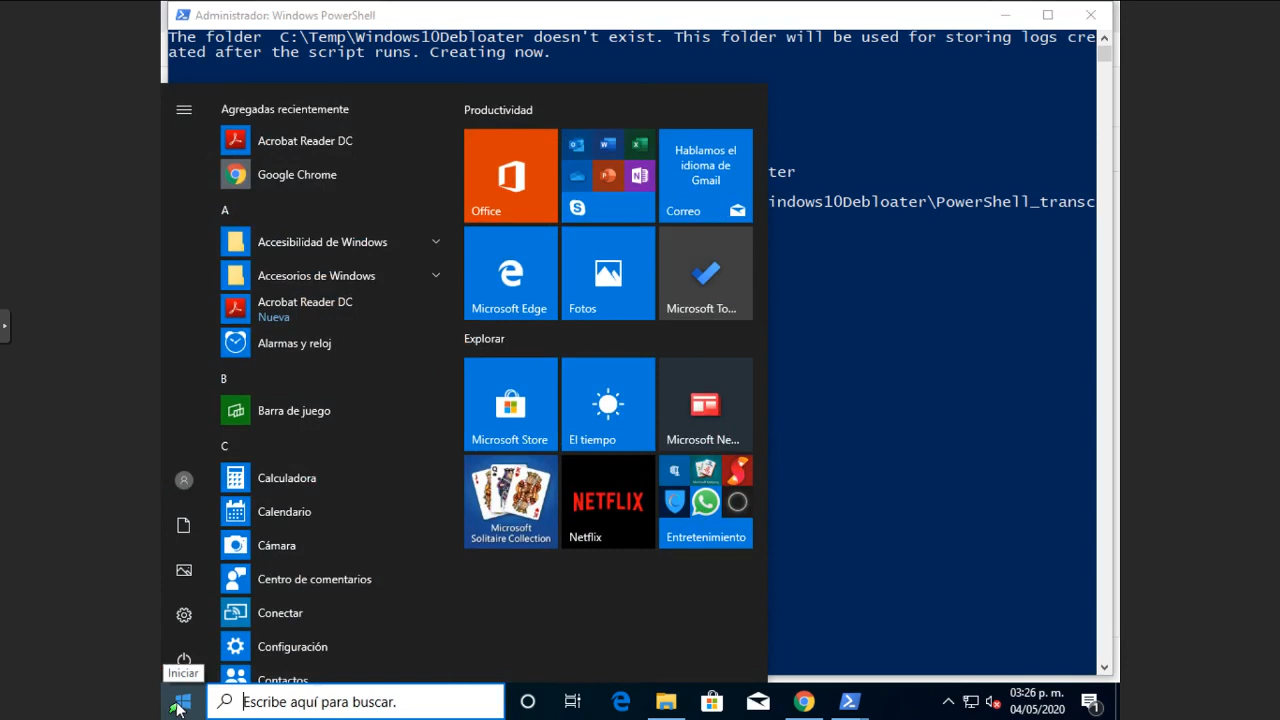 Administrador: Windows PowerShell
The folder C:\Temp\Windows10Debloater doesn't exist. This folder will be used for storing logs cre
ated after the script runs. Creating now.
ter
indows10Debloater\PowerShell_transc
Agregadas recientemente
Acrobat Reader DC
Google Chrome
A
Accesibilidad de Windows
Accesorios de Windows
Acrobat Reader DC
Nueva
Alarmas y reloj
B
Barra de juego
C
Calculadora
Calendario
Cámara
Centro de comentarios
Conectar
Configuración
Contactos
Productividad
Office
Hablamos el
idioma de
Gmail
Correo
Microsoft Edge
Fotos
Microsoft To...
Explorar
Microsoft Store
El tiempo
Microsoft Ne...
Microsoft
Solitaire Collection
NETFLIX
Netflix
Entretenimiento
Iniciar
Escribe aquí para buscar.
03:26 p. m.
04/05/2020
1